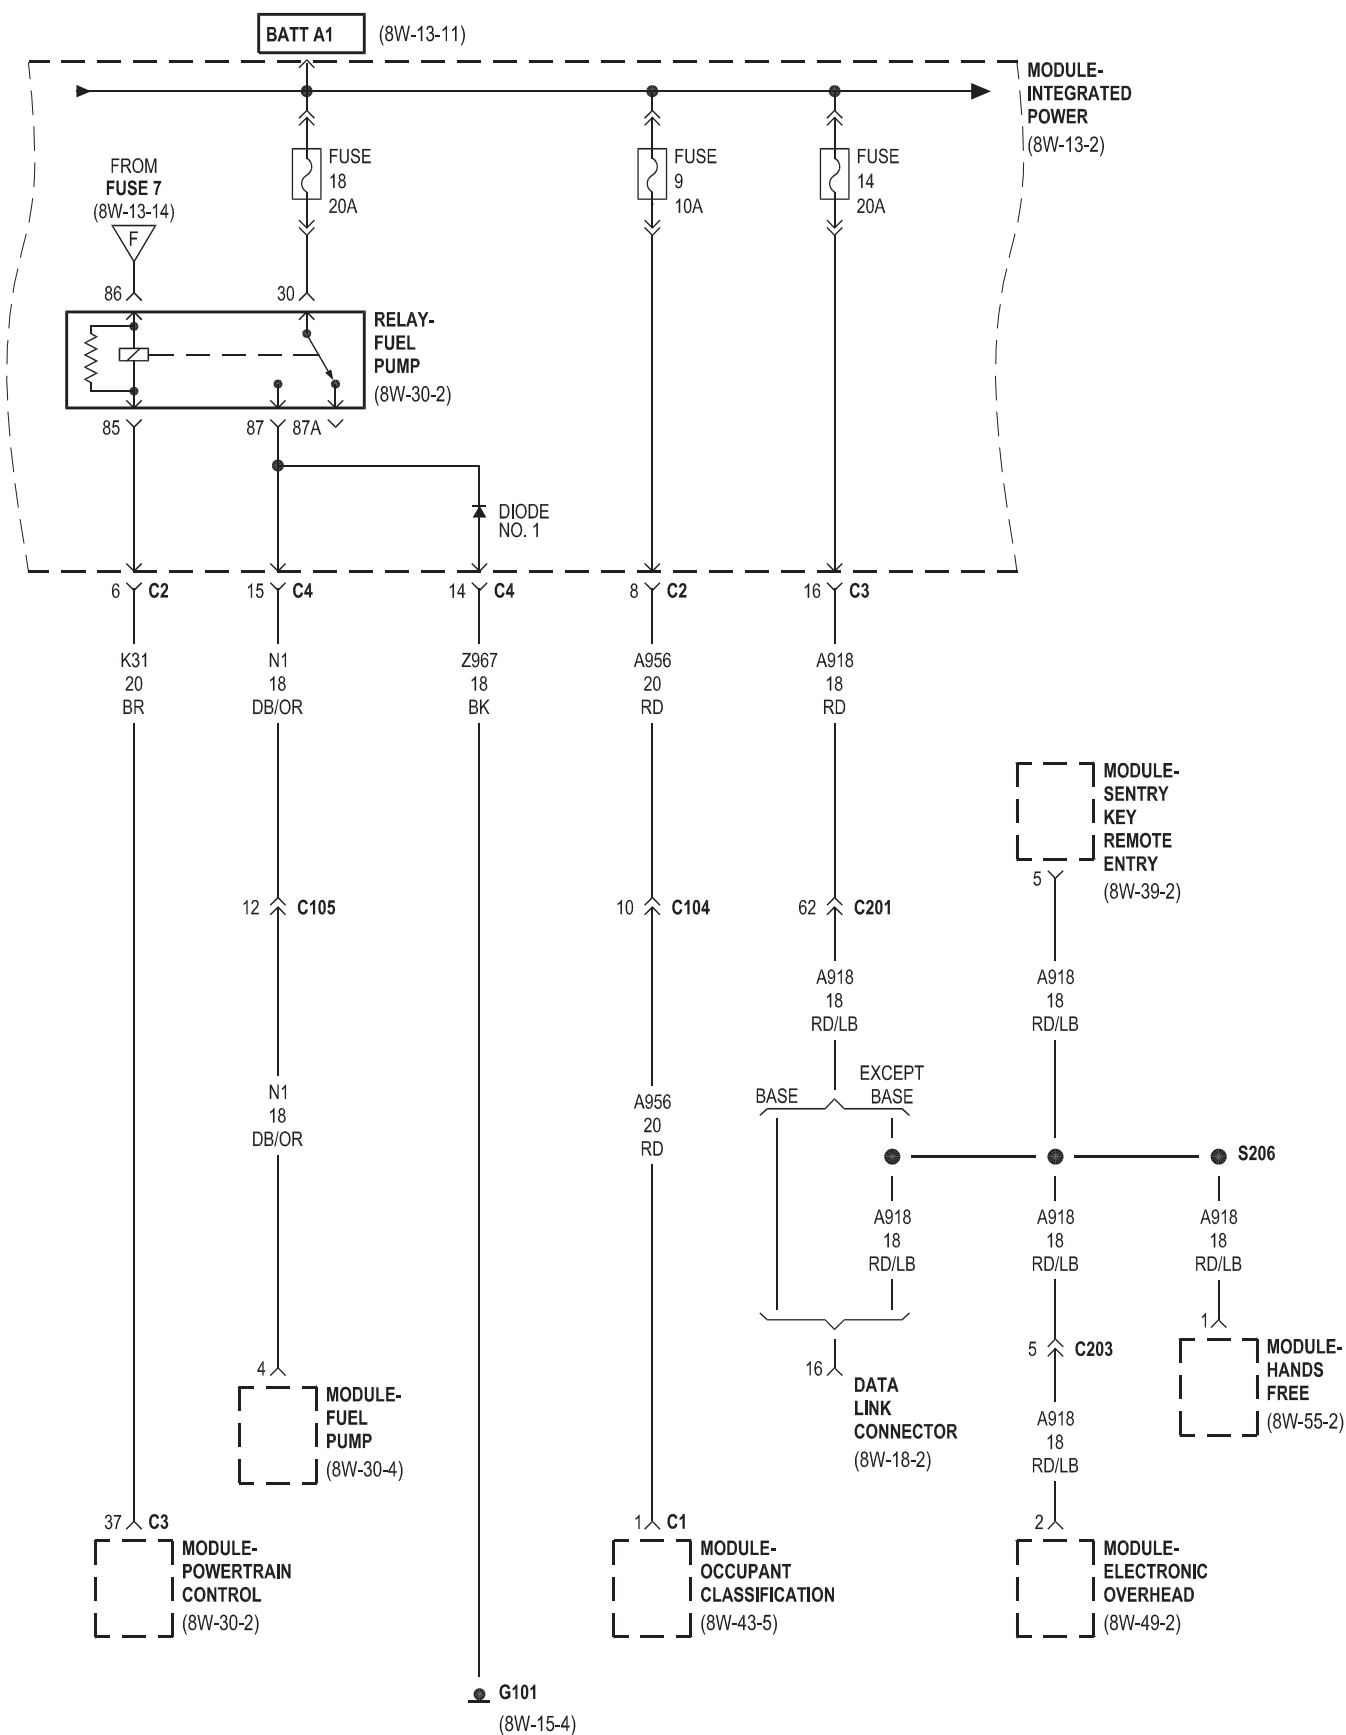 BATT A1 (8W-13-11)
MODULE-
INTEGRATED
POWER
(8W-13-2)
FROM
FUSE 7
(8W-13-14)
F
FUSE
18
20A
FUSE
9
10A
FUSE
14
20A
86
30
RELAY-
FUEL
PUMP
(8W-30-2)
85
87
87A
DIODE
NO. 1
6 C2
15 C4
14 C4
8 C2
16 C3
K31
20
BR
N1
18
DB/OR
Z967
18
BK
A956
20
RD
A918
18
RD
MODULE-
SENTRY
KEY
REMOTE
ENTRY
(8W-39-2)
5
12 C105
10 C104
62 C201
A918
18
RD/LB
A918
18
RD/LB
N1
18
DB/OR
A956
20
RD
BASE
EXCEPT
BASE
S206
A918
18
RD/LB
A918
18
RD/LB
A918
18
RD/LB
1
MODULE-
HANDS
FREE
(8W-55-2)
5 C203
16
DATA
LINK
CONNECTOR
(8W-18-2)
4
MODULE-
FUEL
PUMP
(8W-30-4)
A918
18
RD/LB
37 C3
MODULE-
POWERTRAIN
CONTROL
(8W-30-2)
1 C1
MODULE-
OCCUPANT
CLASSIFICATION
(8W-43-5)
2
MODULE-
ELECTRONIC
OVERHEAD
(8W-49-2)
G101
(8W-15-4)